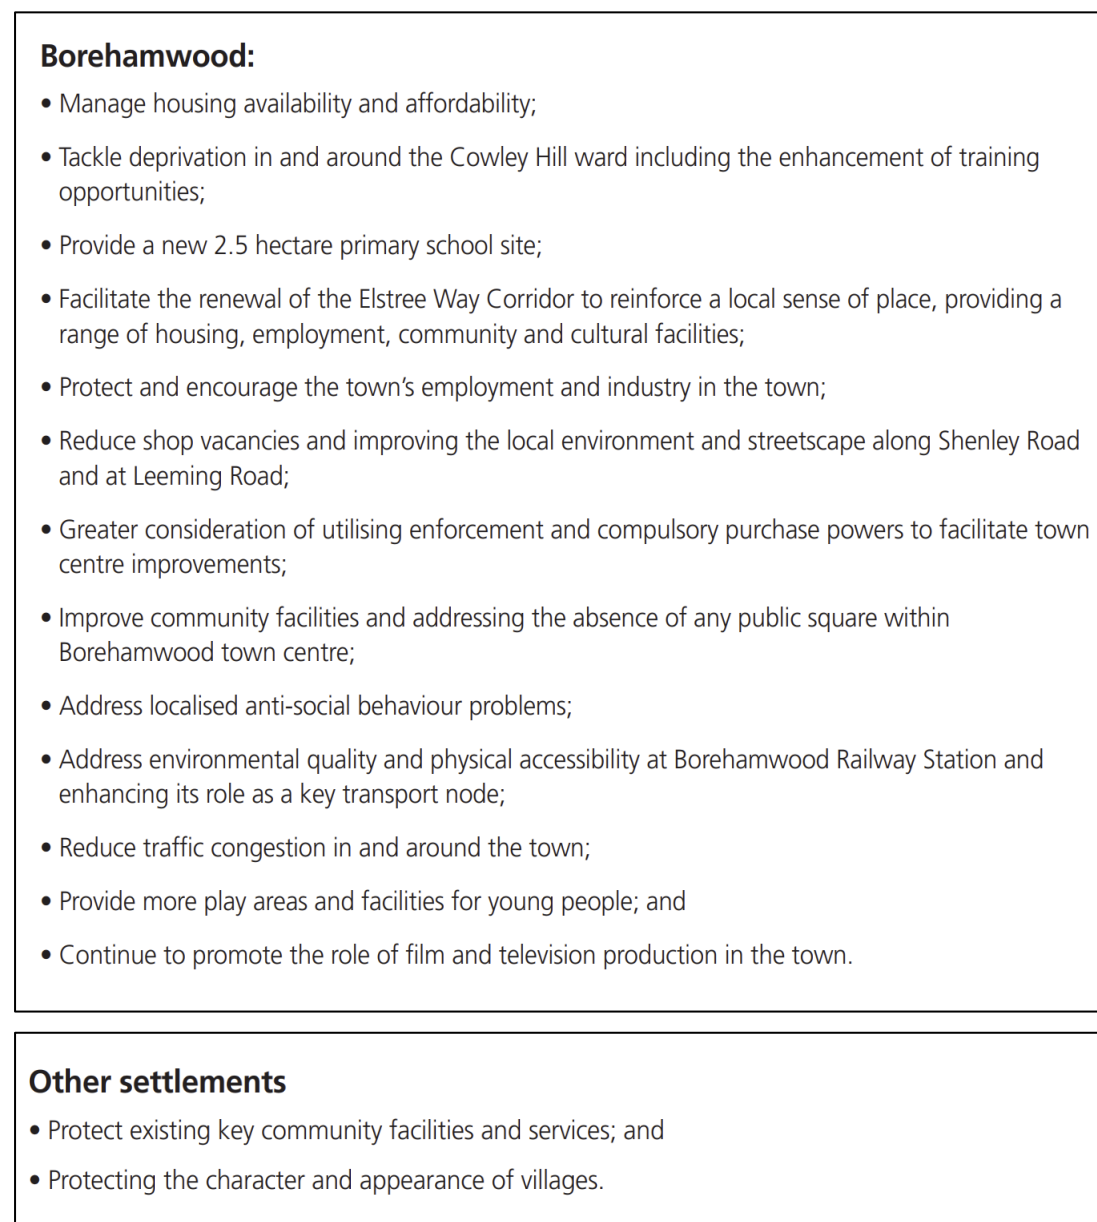 Borehamwood:
• Manage housing availability and affordability;
• Tackle deprivation in and around the Cowley Hill ward including the enhancement of training
opportunities;
• Provide a new 2.5 hectare primary school site;
• Facilitate the renewal of the Elstree Way Corridor to reinforce a local sense of place, providing a
range of housing, employment, community and cultural facilities;
• Protect and encourage the town’s employment and industry in the town;
• Reduce shop vacancies and improving the local environment and streetscape along Shenley Road
and at Leeming Road;
• Greater consideration of utilising enforcement and compulsory purchase powers to facilitate town
centre improvements;
• Improve community facilities and addressing the absence of any public square within
Borehamwood town centre;
• Address localised anti-social behaviour problems;
• Address environmental quality and physical accessibility at Borehamwood Railway Station and
enhancing its role as a key transport node;
• Reduce traffic congestion in and around the town;
• Provide more play areas and facilities for young people; and
• Continue to promote the role of film and television production in the town.
Other settlements
• Protect existing key community facilities and services; and
• Protecting the character and appearance of villages.